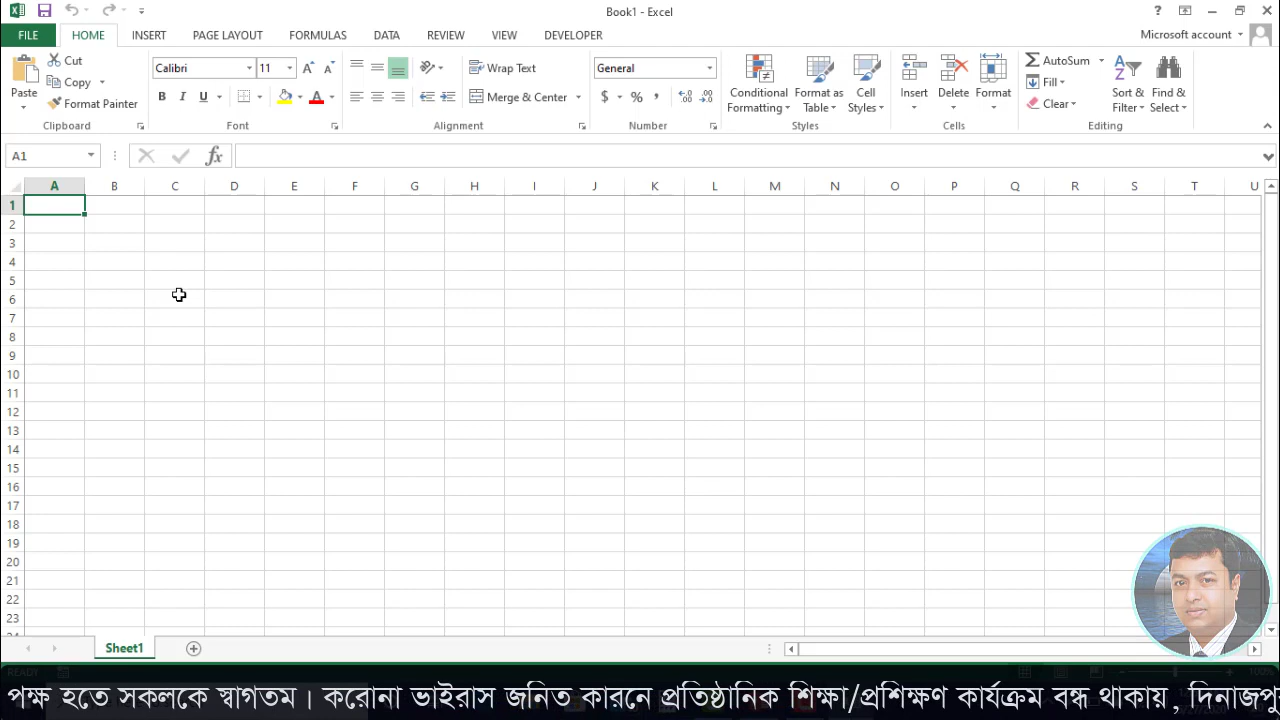 Book1 - Excel
?
FILE HOME INSERT PAGE LAYOUT FORMULAS DATA REVIEW VIEW DEVELOPER
Microsoft account
Paste
Cut
Copy
Format Painter
Clipboard
Calibri 11
B I U
A
Font
Wrap Text
Merge & Center
Alignment
General
$ % ,
Number
Conditional Formatting
Format as Table
Cell Styles
Styles
Insert
Delete
Format
Cells
AutoSum
Fill
Clear
Sort & Filter
Find & Select
Editing
A1
fx
A B C D E F G H I J K L M N O P Q R S T U
1
2
3
4
5
6
7
8
9
10
11
12
13
14
15
16
17
18
19
20
21
22
23
Sheet1
READY
100%
পক্ষ হতে সকলকে স্বাগতম। করোনা ভাইরাস জনিত কারনে প্রতিষ্ঠানিক শিক্ষা/প্রশিক্ষণ কার্যক্রম বন্ধ থাকায়, দিনাজপু